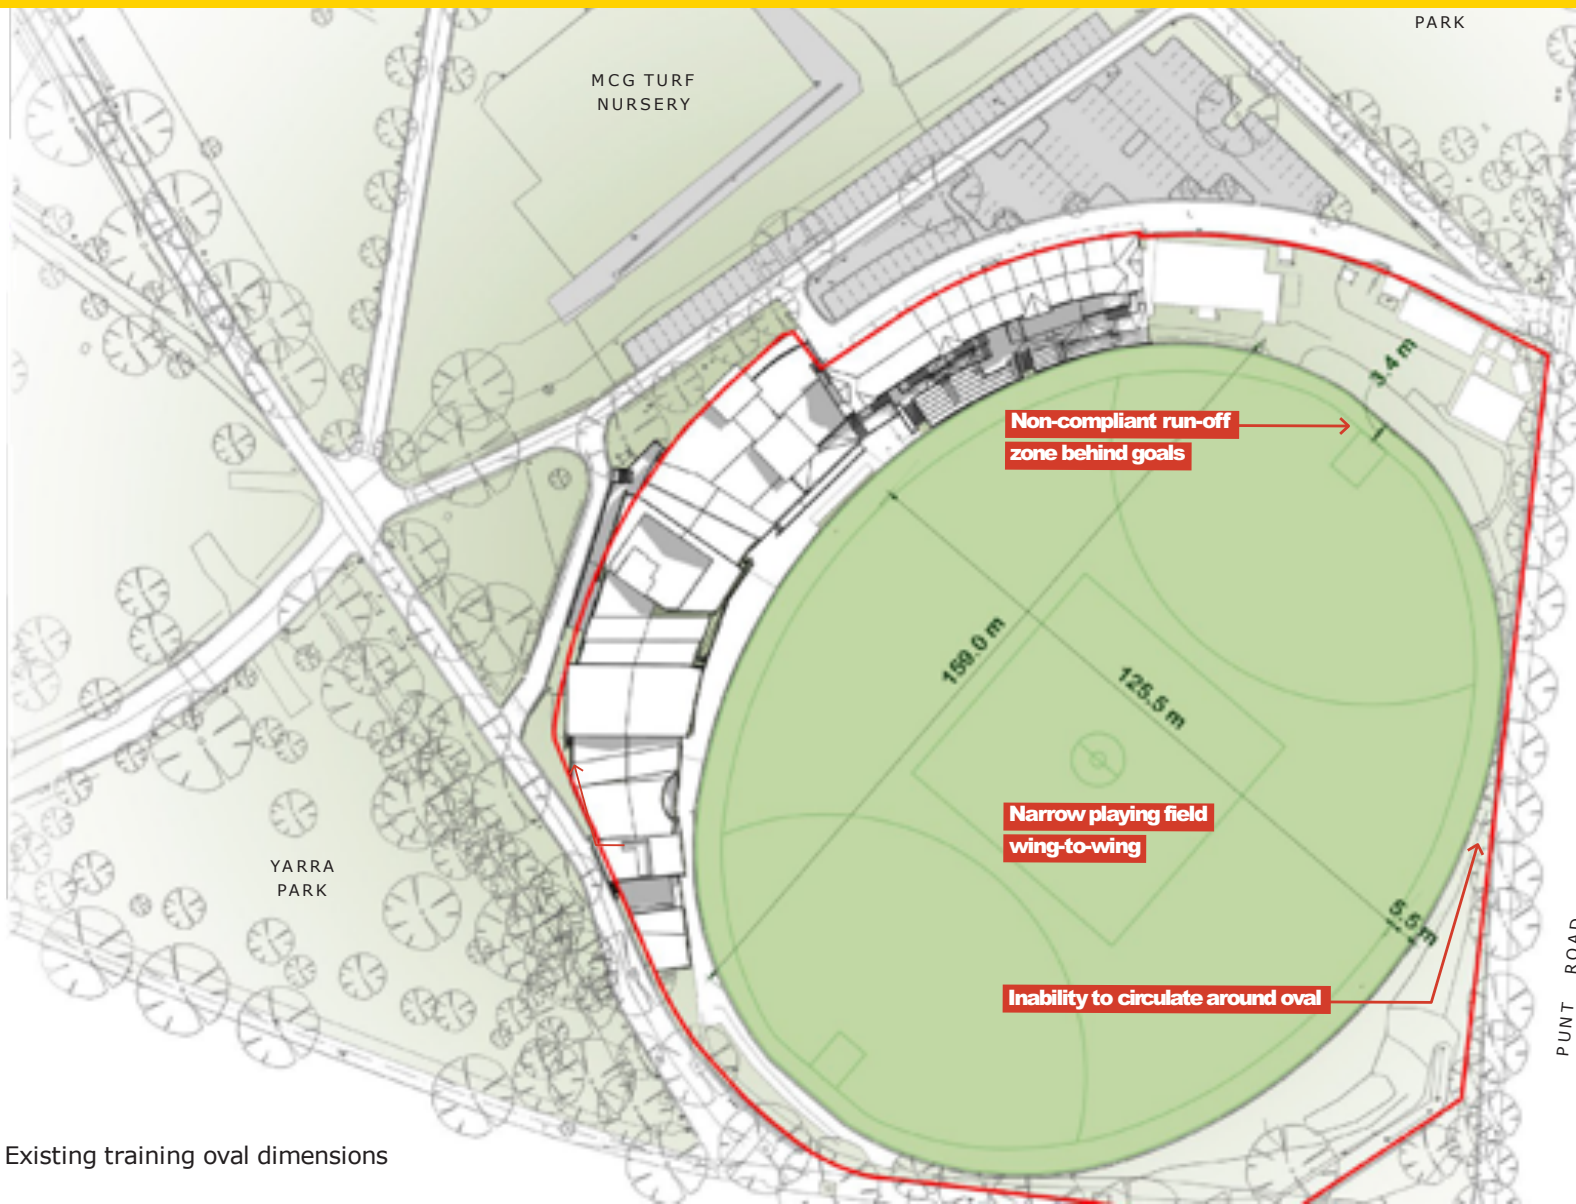 PARK
MCG TURF
NURSERY
3.4 m
Non-compliant run-off
zone behind goals
159.0 m
125.5 m
Narrow playing field
wing-to-wing
YARRA
PARK
5.5 m
PUNT ROAD
Inability to circulate around oval
Existing training oval dimensions